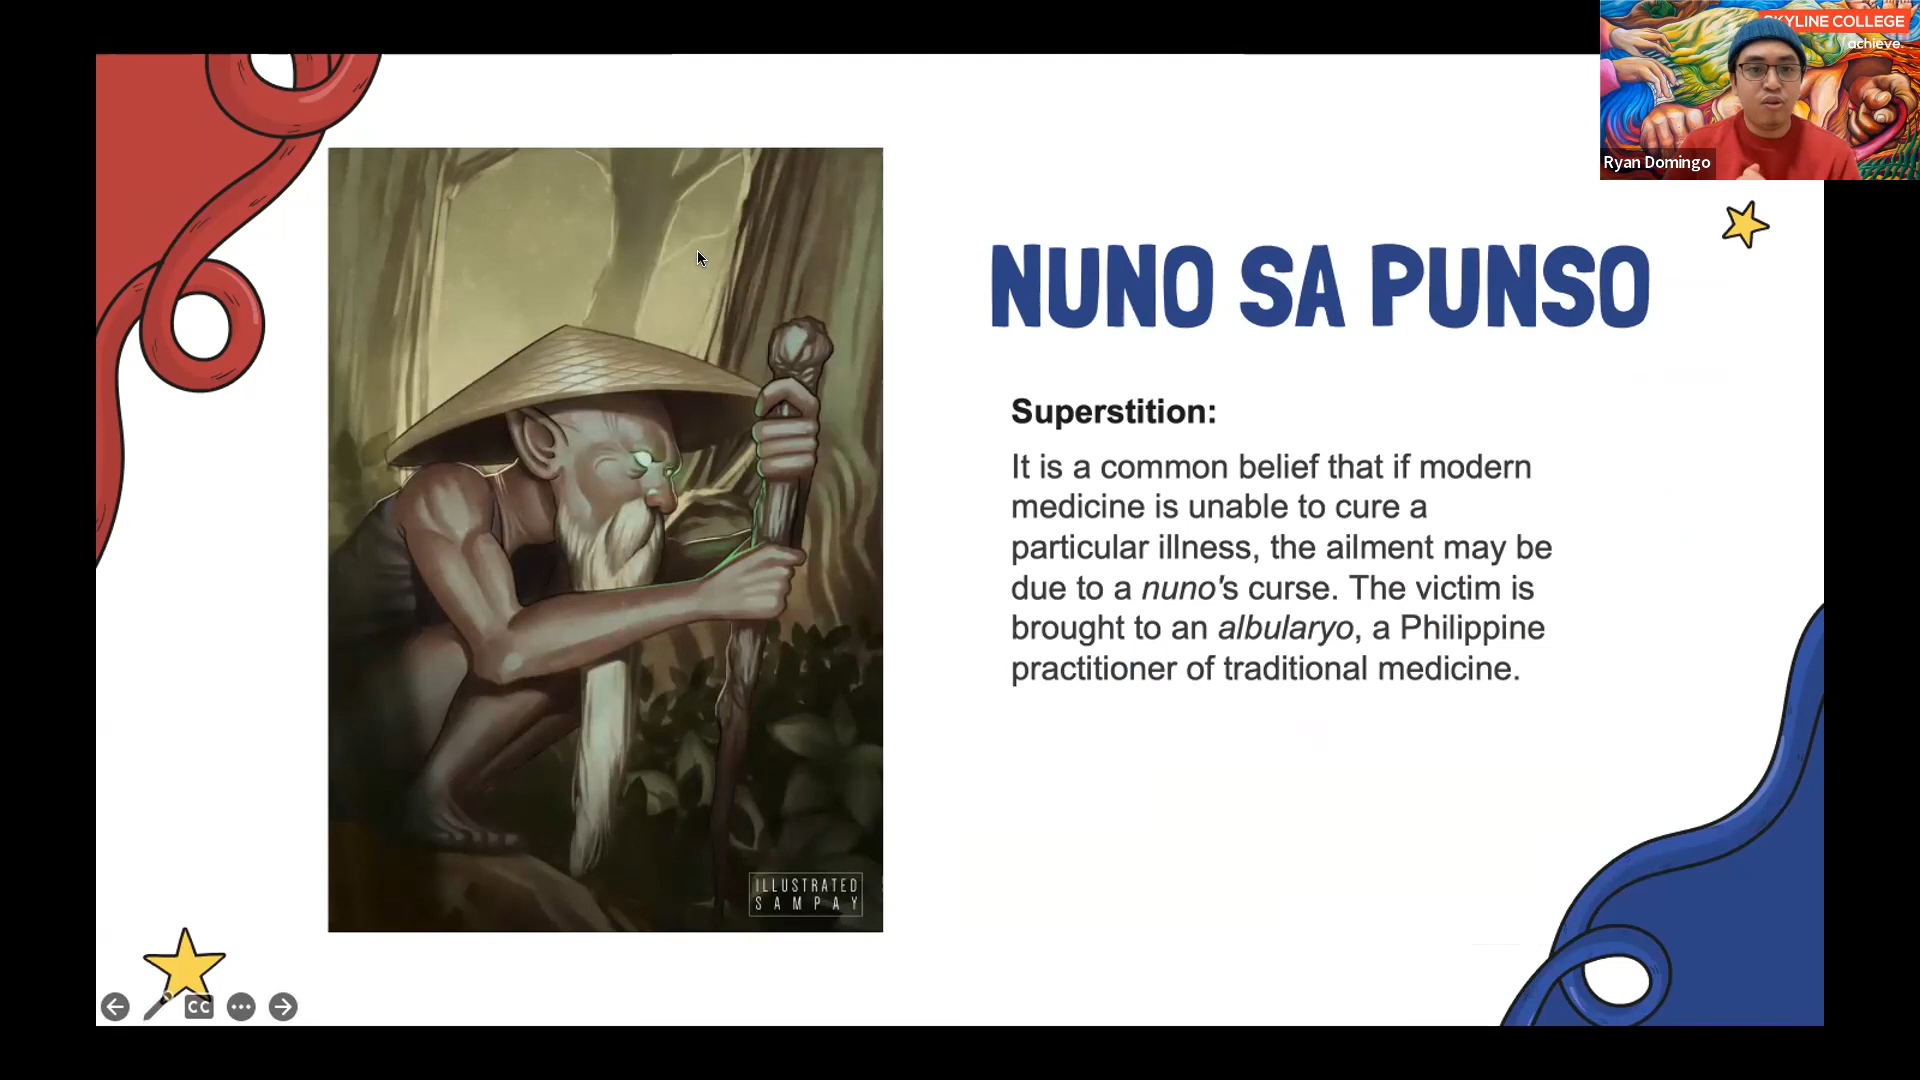 SKYLINE COLLEGE
achieve.
Ryan Domingo
NUNO SA PUNSO
Superstition:
It is a common belief that if modern
medicine is unable to cure a
particular illness, the ailment may be
due to a nuno's curse. The victim is
brought to an albularyo, a Philippine
practitioner of traditional medicine.
ILLUSTRATED
SAMPAY
CC